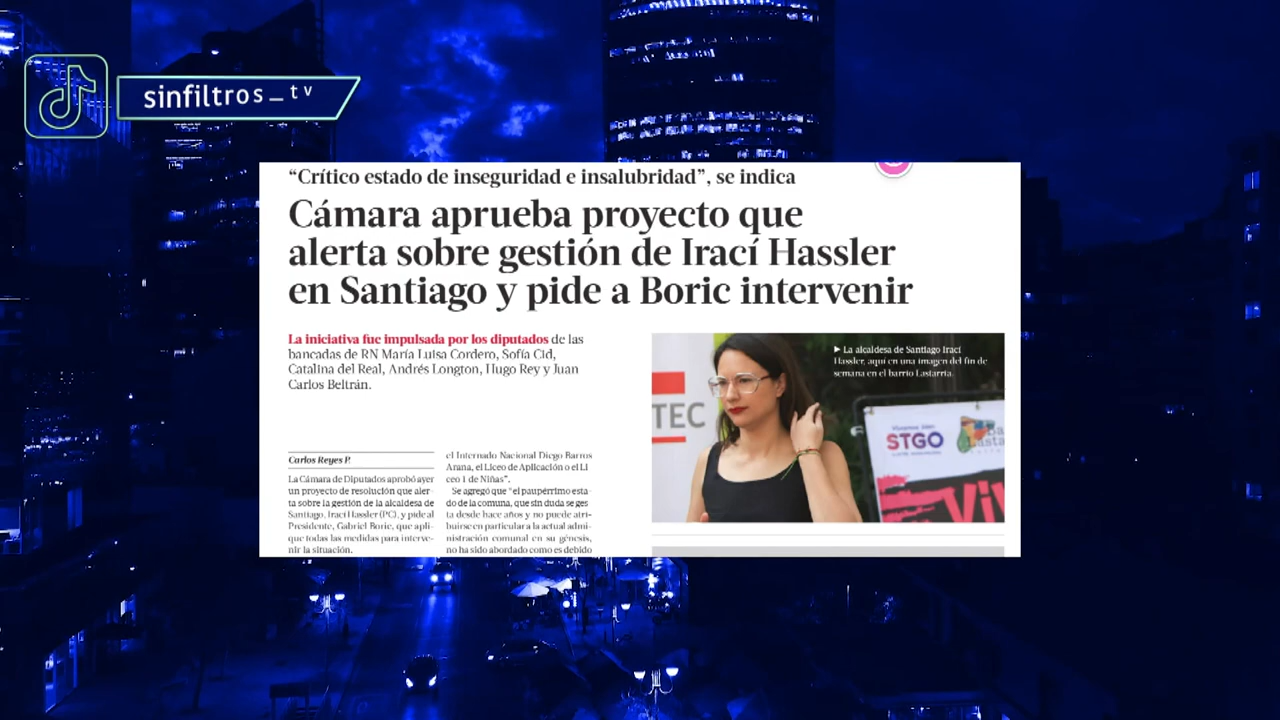 sinfiltros_tv
“Crítico estado de inseguridad e insalubridad”, se indica
Cámara aprueba proyecto que
alerta sobre gestión de Irací Hassler
en Santiago y pide a Boric intervenir
La iniciativa fue impulsada por los diputados de las
bancadas de RN María Luisa Cordero, Sofía Cid,
Catalina del Real, Andrés Longton, Hugo Rey y Juan
Carlos Beltrán.
Carlos Reyes P.
La Cámara de Diputados aprobó ayer
un proyecto de resolución que aler-
ta sobre la gestión de la alcaldesa de
Santiago, Irací Hassler (PC), y pide al
Presidente, Gabriel Boric, que apli-
que todas las medidas para interve-
nir la situación.
el Internado Nacional Diego Barros
Arana, el Liceo de Aplicación o el Li
ceo 1 de Niñas”.
Se agregó que “el paupérrimo esta-
do de la comuna, que sin duda se ges
ta desde hace años y no puede atri-
buirse en particular a la actual admi-
nistración comunal en su génesis,
no ha sido abordado como es debido
▶ La alcaldesa de Santiago Irací
Hassler, aquí en una imagen del fin de
semana en el barrio Lastarria.
TEC
STGO